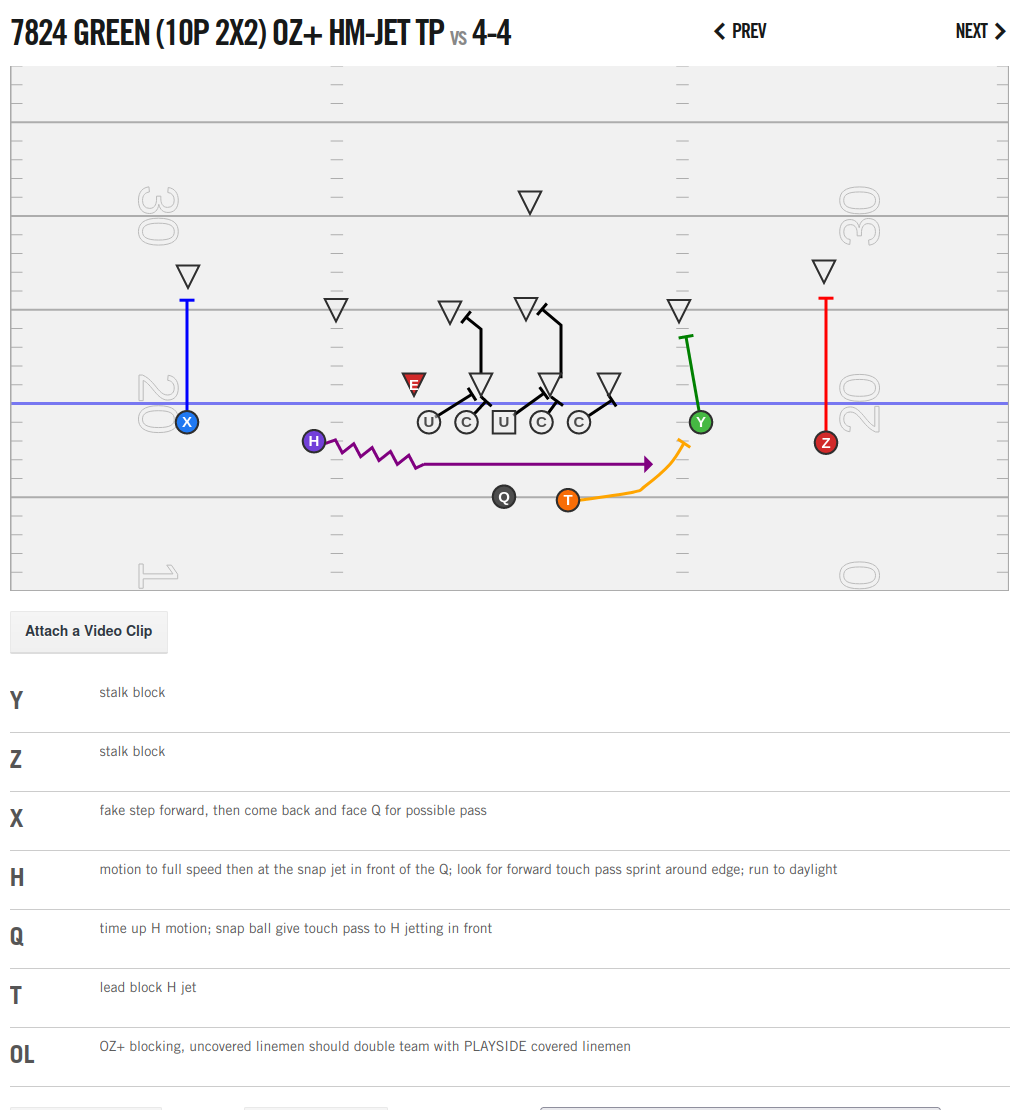 7824 GREEN (10P 2X2) OZ+ HM-JET TP vs 4-4
PREV
NEXT
30
30
20
20
1
0
E
X
U
C
U
C
C
Y
H
Z
Q
T
Attach a Video Clip
Y stalk block
Z stalk block
X fake step forward, then come back and face Q for possible pass
H motion to full speed then at the snap jet in front of the Q; look for forward touch pass sprint around edge; run to daylight
Q time up H motion; snap ball give touch pass to H jetting in front
T lead block H jet
OL OZ+ blocking, uncovered linemen should double team with PLAYSIDE covered linemen